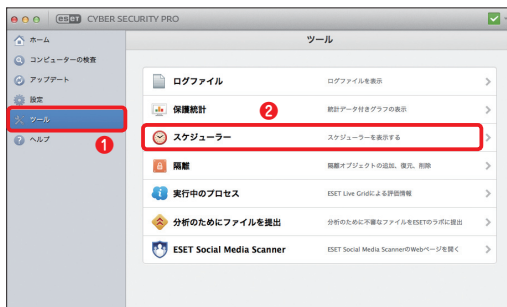 eset CYBER SECURITY PRO
ホーム
コンピューターの検査
アップデート
設定
ツール
ヘルプ
❶
ツール
ログファイル ログファイルを表示
保護統計 統計データ付きグラフの表示
❷
スケジューラー スケジューラーを表示する
隔離 隔離オブジェクトの追加、復元、削除
実行中のプロセス ESET Live Gridによる評価情報
分析のためにファイルを提出 分析のために不審なファイルをESETのラボに提出
ESET Social Media Scanner ESET Social Media ScannerのWebページを開く